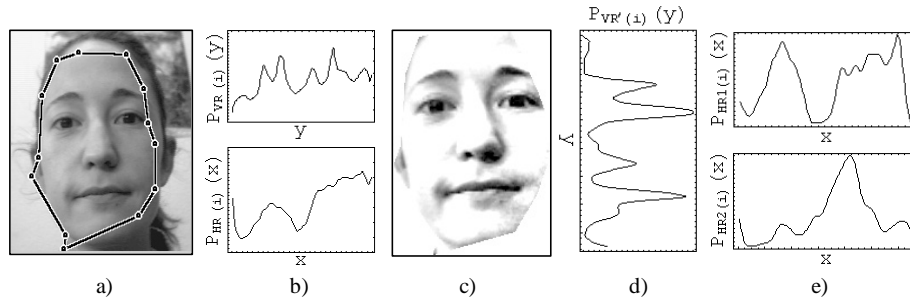 P_VR(i) (y)
y
P_HR(i) (x)
x
P_VR'(i) (y)
y
P_HR1(i) (x)
x
P_HR2(i) (x)
x
a)
b)
c)
d)
e)